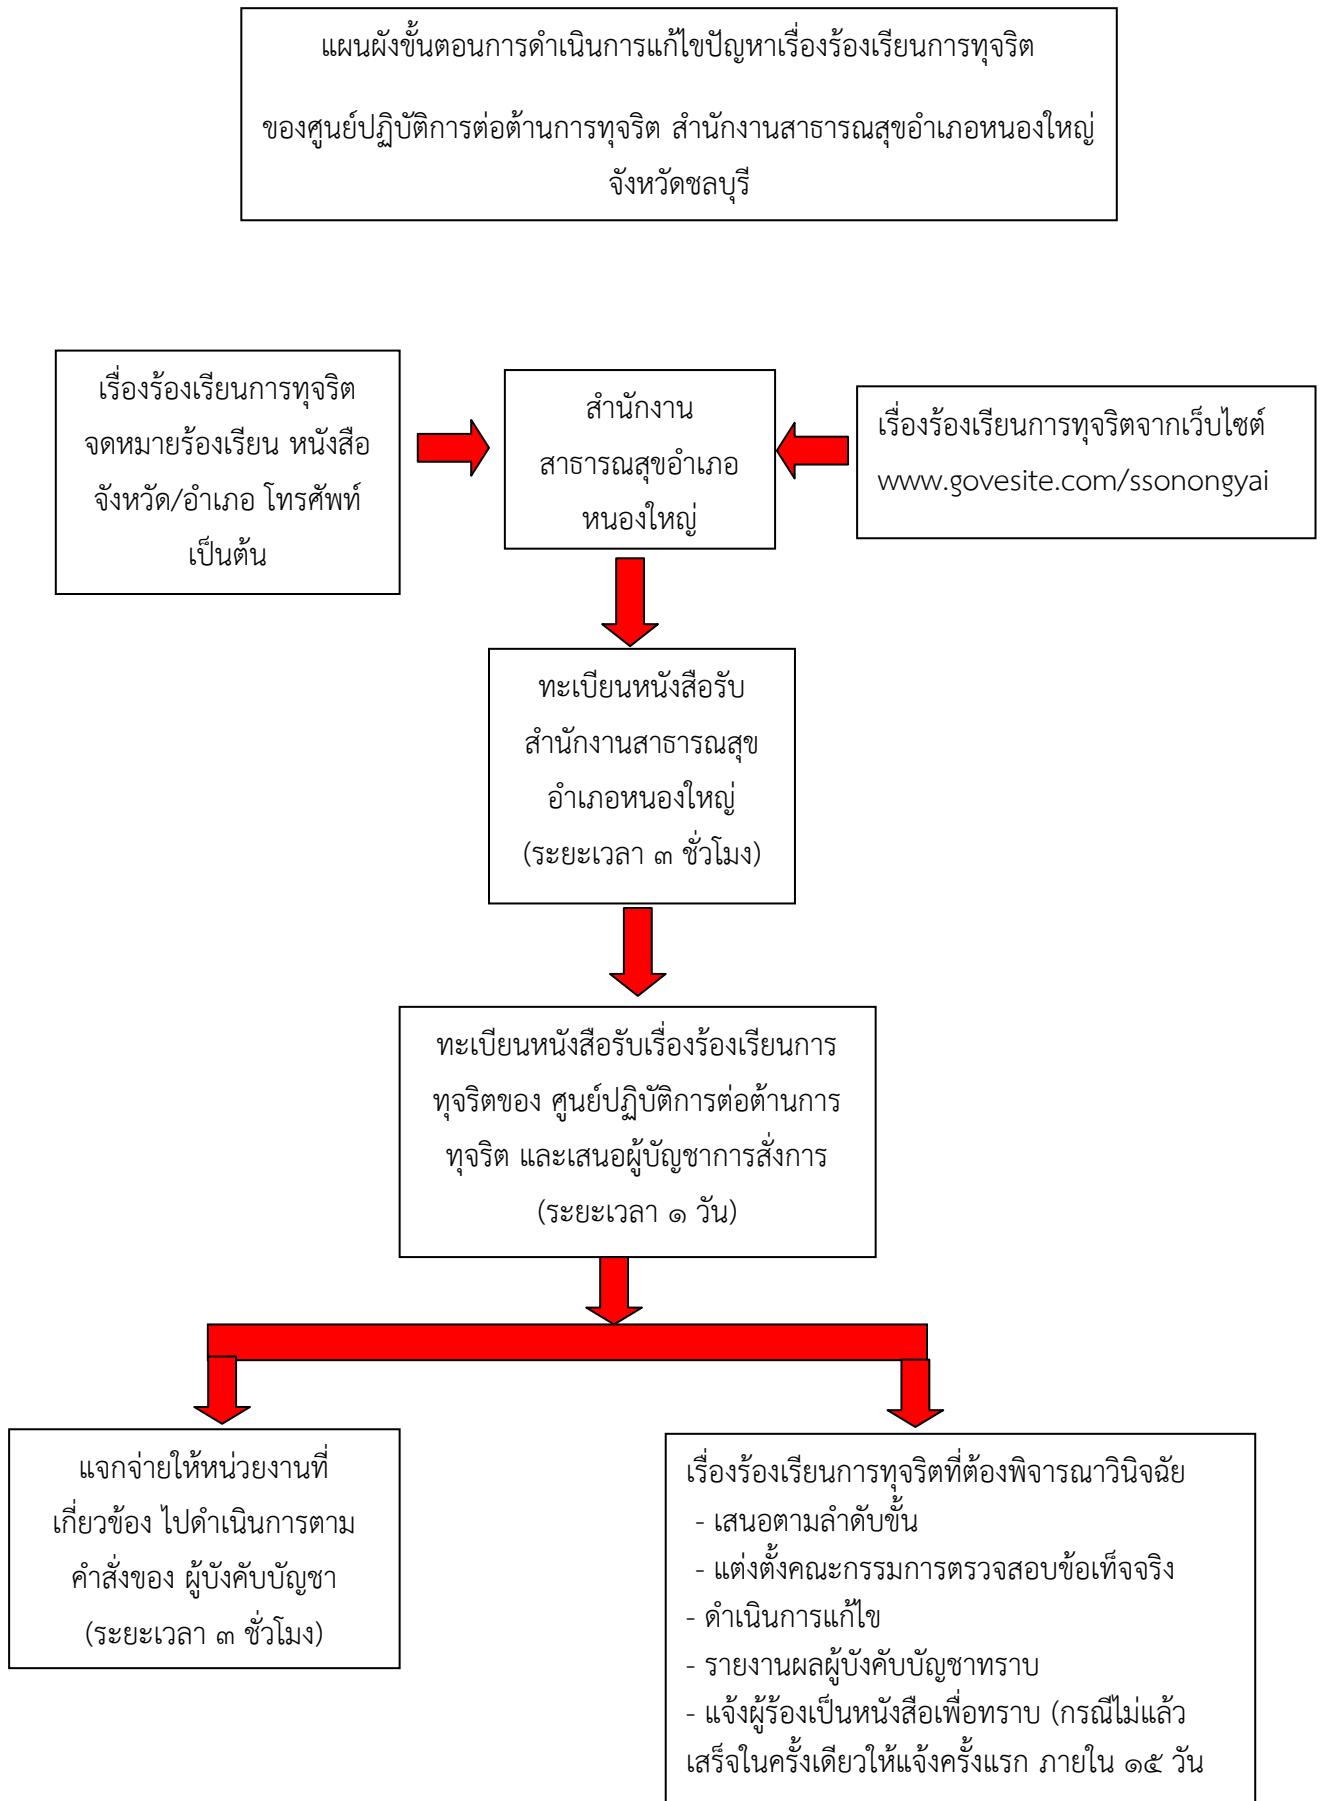 แผนผังขั้นตอนการดำเนินการแก้ไขปัญหาเรื่องร้องเรียนการทุจริต
ของศูนย์ปฏิบัติการต่อต้านการทุจริต สำนักงานสาธารณสุขอำเภอหนองใหญ่
จังหวัดชลบุรี
เรื่องร้องเรียนการทุจริต
จดหมายร้องเรียน หนังสือ
จังหวัด/อำเภอ โทรศัพท์
เป็นต้น
สำนักงาน
สาธารณสุขอำเภอ
หนองใหญ่
เรื่องร้องเรียนการทุจริตจากเว็บไซต์
www.govesite.com/ssonongyai
ทะเบียนหนังสือรับ
สำนักงานสาธารณสุข
อำเภอหนองใหญ่
(ระยะเวลา ๓ ชั่วโมง)
ทะเบียนหนังสือรับเรื่องร้องเรียนการ
ทุจริตของ ศูนย์ปฏิบัติการต่อต้านการ
ทุจริต และเสนอผู้บัญชาการสั่งการ
(ระยะเวลา ๑ วัน)
แจกจ่ายให้หน่วยงานที่
เกี่ยวข้อง ไปดำเนินการตาม
คำสั่งของ ผู้บังคับบัญชา
(ระยะเวลา ๓ ชั่วโมง)
เรื่องร้องเรียนการทุจริตที่ต้องพิจารณาวินิจฉัย
- เสนอตามลำดับขั้น
- แต่งตั้งคณะกรรมการตรวจสอบข้อเท็จจริง
- ดำเนินการแก้ไข
- รายงานผลผู้บังคับบัญชาทราบ
- แจ้งผู้ร้องเป็นหนังสือเพื่อทราบ (กรณีไม่แล้ว
เสร็จในครั้งเดียวให้แจ้งครั้งแรก ภายใน ๑๕ วัน